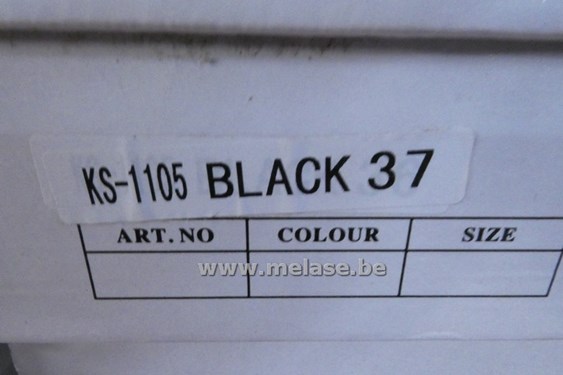 KS-1105 BLACK 37
ART. NO COLOUR SIZE
www.melase.be